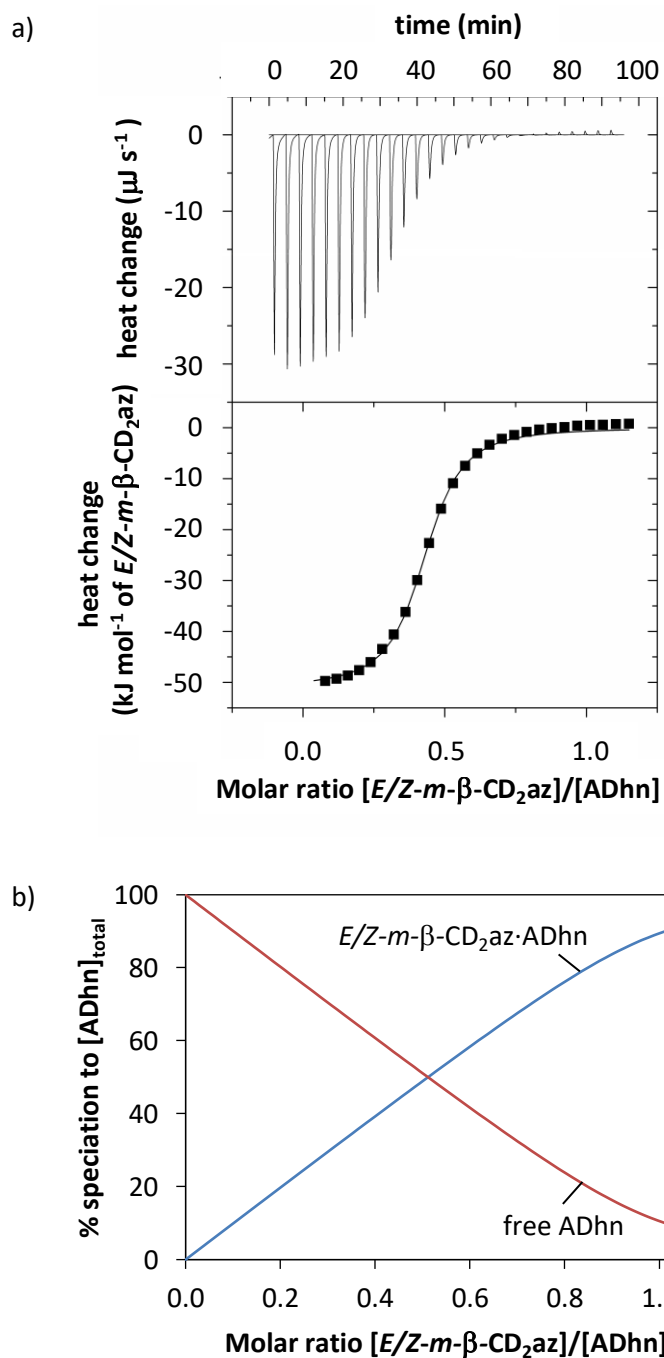 a)
time (min)
0 20 40 60 80 100
heat change (µJ s⁻¹)
0
-10
-20
-30
heat change
(kJ mol⁻¹ of E/Z-m-β-CD₂az)
0
-10
-20
-30
-40
-50
0.0 0.5 1.0
Molar ratio [E/Z-m-β-CD₂az]/[ADhn]
b)
% speciation to [ADhn]total
100
80
60
40
20
0
E/Z-m-β-CD₂az·ADhn
free ADhn
0.0 0.2 0.4 0.6 0.8 1.
Molar ratio [E/Z-m-β-CD₂az]/[ADhn]